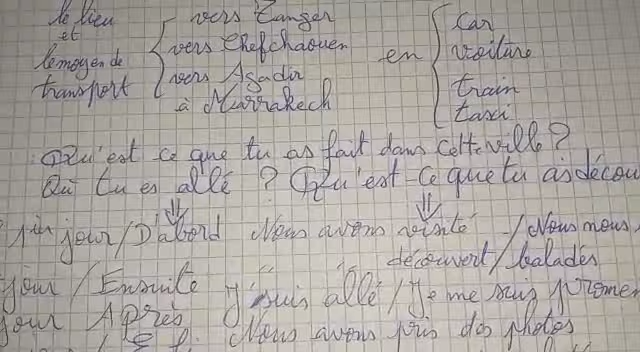 le lieu
et
le moyen de
transport
vers Tanger
vers Chefchaouen
vers Agadir
à Marrakech
en
car
voiture
train
taxi
Qu'est ce que tu as fait dans cette ville ?
Où tu es allé ? Qu'est-ce que tu as décou
jour / D'abord Nous avons visité / Nous nous
découvert / baladés
jour / Ensuite " " "
jour Après j'suis allé / je me suis promen
Nous avons pris des photos